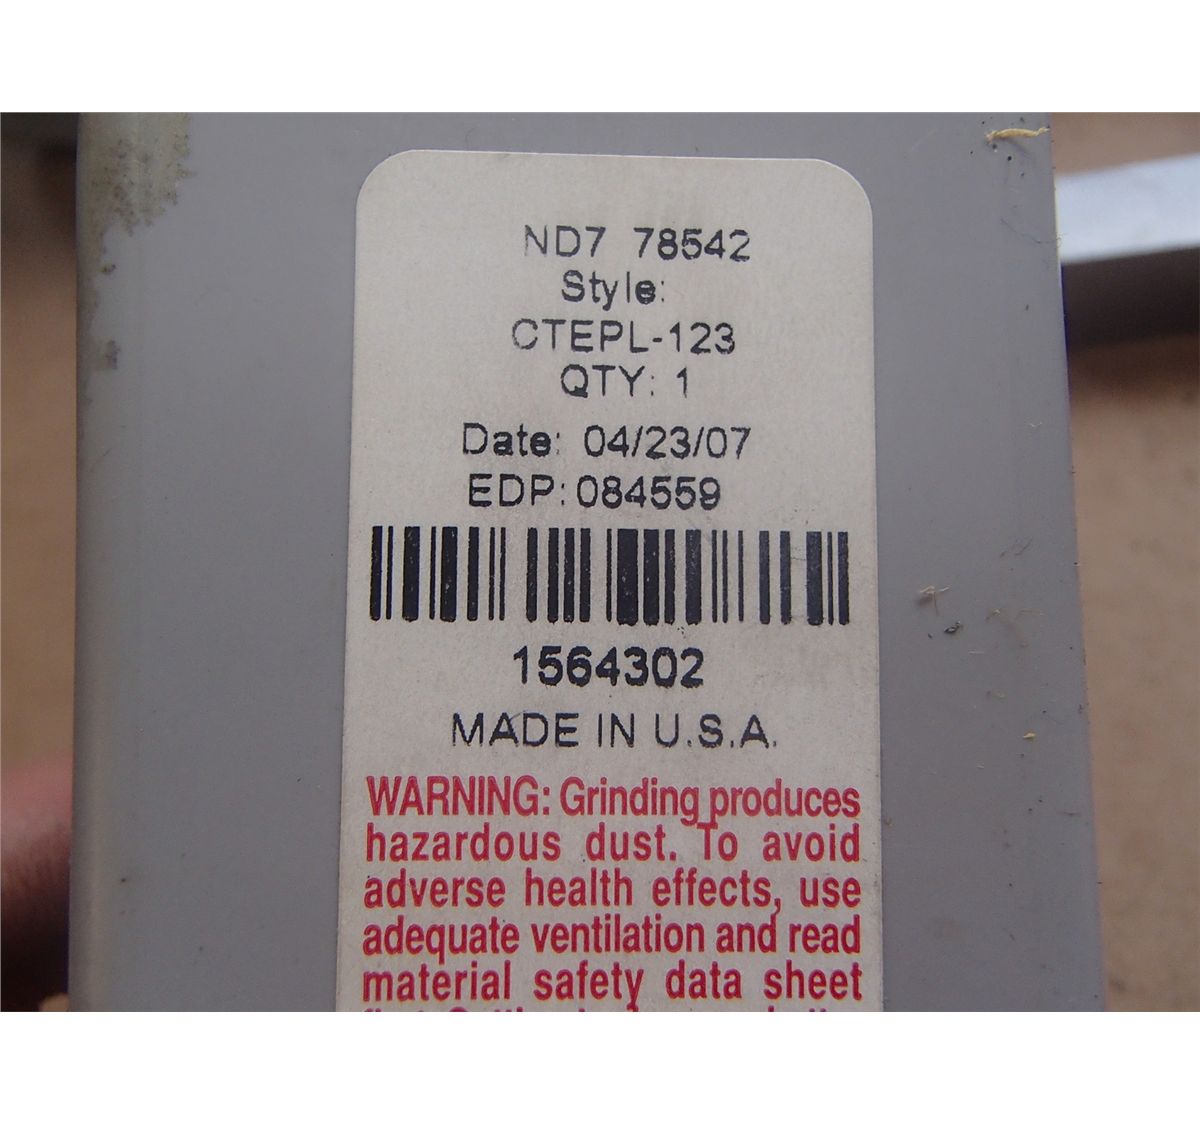 ND7 78542
Style:
CTEPL-123
QTY: 1
Date: 04/23/07
EDP: 084559
1564302
MADE IN U.S.A.
WARNING: Grinding produces
hazardous dust. To avoid
adverse health effects, use
adequate ventilation and read
material safety data sheet